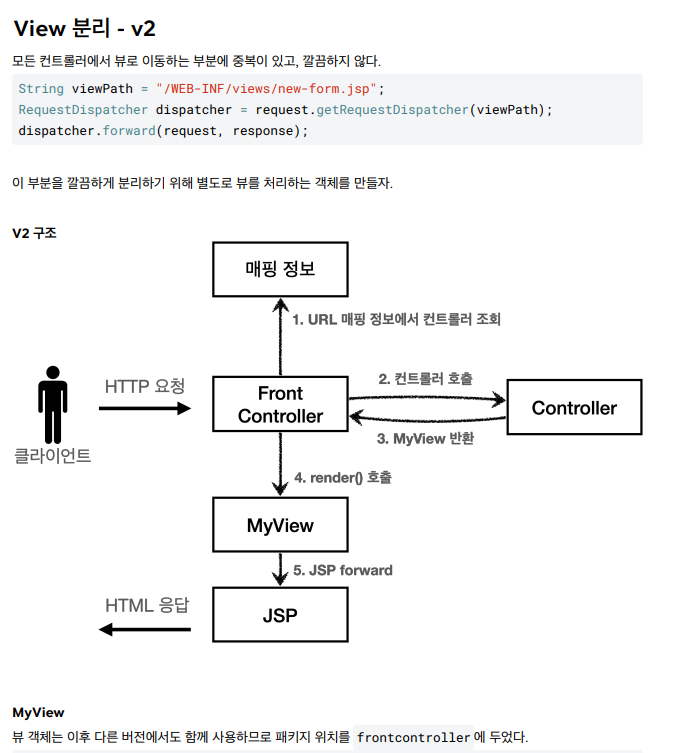 View 분리 - v2
모든 컨트롤러에서 뷰로 이동하는 부분에 중복이 있고, 깔끔하지 않다.
String viewPath = "/WEB-INF/views/new-form.jsp";
RequestDispatcher dispatcher = request.getRequestDispatcher(viewPath);
dispatcher.forward(request, response);
이 부분을 깔끔하게 분리하기 위해 별도로 뷰를 처리하는 객체를 만들자.
V2 구조
매핑 정보
1. URL 매핑 정보에서 컨트롤러 조회
HTTP 요청
Front
Controller
2. 컨트롤러 호출
Controller
3. MyView 반환
클라이언트
4. render() 호출
MyView
5. JSP forward
HTML 응답
JSP
MyView
뷰 객체는 이후 다른 버전에서도 함께 사용하므로 패키지 위치를 frontcontroller 에 두었다.